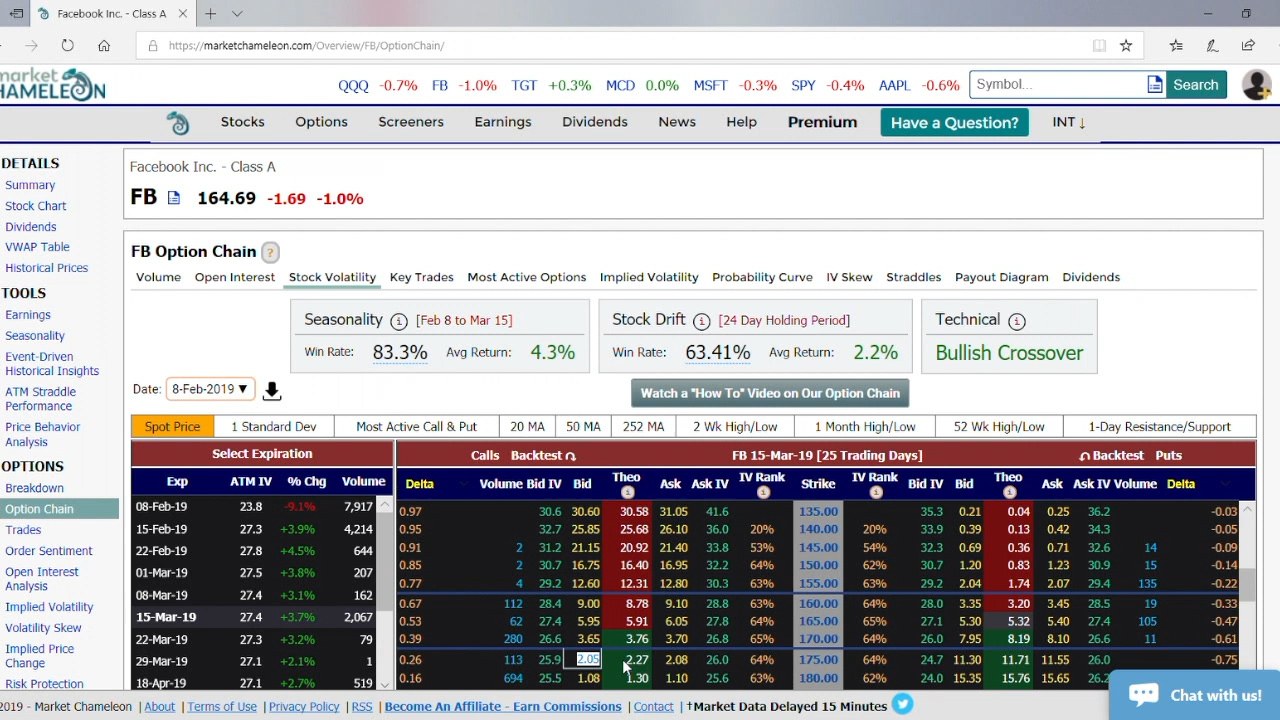 Facebook Inc. - Class A
https://marketchameleon.com/Overview/FB/OptionChain/
market CHAMELEON
QQQ -0.7% FB -1.0% TGT +0.3% MCD 0.0% MSFT -0.3% SPY -0.4% AAPL -0.6% Symbol... Search
Stocks Options Screeners Earnings Dividends News Help Premium Have a Question? INT ↓
DETAILS
Summary
Stock Chart
Dividends
VWAP Table
Historical Prices
TOOLS
Earnings
Seasonality
Event-Driven
Historical Insights
ATM Straddle
Performance
Price Behavior
Analysis
OPTIONS
Breakdown
Option Chain
Trades
Order Sentiment
Open Interest
Analysis
Implied Volatility
Volatility Skew
Implied Price
Change
Risk Protection
Facebook Inc. - Class A
FB 164.69 -1.69 -1.0%
FB Option Chain ?
Volume Open Interest Stock Volatility Key Trades Most Active Options Implied Volatility Probability Curve IV Skew Straddles Payout Diagram Dividends
Seasonality i [Feb 8 to Mar 15]
Win Rate: 83.3% Avg Return: 4.3%
Stock Drift i [24 Day Holding Period]
Win Rate: 63.41% Avg Return: 2.2%
Technical i
Bullish Crossover
Date: 8-Feb-2019 ▼
Watch a "How To" Video on Our Option Chain
Spot Price 1 Standard Dev Most Active Call & Put 20 MA 50 MA 252 MA 2 Wk High/Low 1 Month High/Low 52 Wk High/Low 1-Day Resistance/Support
Select Expiration
Exp ATM IV % Chg Volume
08-Feb-19 23.8 -9.1% 7,917
15-Feb-19 27.3 +3.9% 4,214
22-Feb-19 27.8 +4.5% 644
01-Mar-19 27.5 +3.8% 207
08-Mar-19 27.4 +3.1% 162
15-Mar-19 27.4 +3.7% 2,067
22-Mar-19 27.3 +3.2% 79
29-Mar-19 27.1 +2.1% 1
18-Apr-19 27.1 +2.7% 519
Calls Backtest FB 15-Mar-19 [25 Trading Days] Backtest Puts
Delta Volume Bid IV Bid Theo i Ask Ask IV IV Rank i Strike IV Rank i Bid IV Bid Theo i Ask Ask IV Volume Delta
0.97 30.6 30.60 30.58 31.05 41.6 135.00 35.3 0.21 0.04 0.25 36.2 -0.03
0.95 32.7 25.85 25.68 26.10 36.0 20% 140.00 20% 33.9 0.39 0.13 0.42 34.3 -0.05
0.91 2 31.2 21.15 20.92 21.40 33.8 53% 145.00 54% 32.3 0.69 0.36 0.71 32.6 14 -0.09
0.85 2 30.7 16.75 16.40 16.95 32.2 64% 150.00 62% 30.7 1.20 0.83 1.23 30.9 15 -0.14
0.77 4 29.2 12.60 12.31 12.80 30.3 63% 155.00 63% 29.2 2.04 1.74 2.07 29.4 135 -0.22
0.67 112 28.4 9.00 8.78 9.10 28.8 63% 160.00 64% 28.0 3.35 3.20 3.45 28.5 19 -0.33
0.53 62 27.4 5.95 5.91 6.05 27.8 64% 165.00 65% 27.1 5.30 5.32 5.40 27.4 105 -0.47
0.39 280 26.6 3.65 3.76 3.70 26.8 65% 170.00 64% 26.0 7.95 8.19 8.10 26.6 11 -0.61
0.26 113 25.9 2.05 2.27 2.08 26.0 64% 175.00 64% 24.7 11.30 11.71 11.55 26.0 -0.75
0.16 694 25.5 1.08 1.30 1.10 25.6 63% 180.00 62% 24.0 15.35 15.76 15.65 26.2
Chat with us!
2019 - Market Chameleon | About | Terms of Use | Privacy Policy | RSS | Become An Affiliate - Earn Commissions | Contact | †Market Data Delayed 15 Minutes